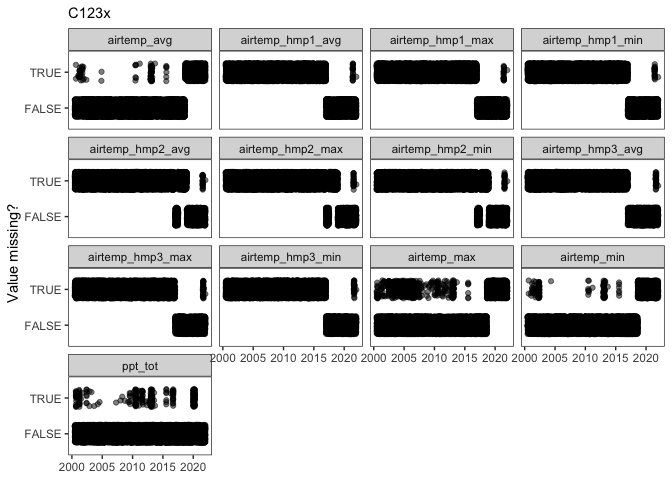 C123x
airtemp_avg airtemp_hmp1_avg airtemp_hmp1_max airtemp_hmp1_min
TRUE
FALSE
airtemp_hmp2_avg airtemp_hmp2_max airtemp_hmp2_min airtemp_hmp3_avg
TRUE
FALSE
Value missing?
airtemp_hmp3_max airtemp_hmp3_min airtemp_max airtemp_min
TRUE
FALSE
2000 2005 2010 2015 2020 2000 2005 2010 2015 2020 2000 2005 2010 2015 2020
ppt_tot
TRUE
FALSE
2000 2005 2010 2015 2020